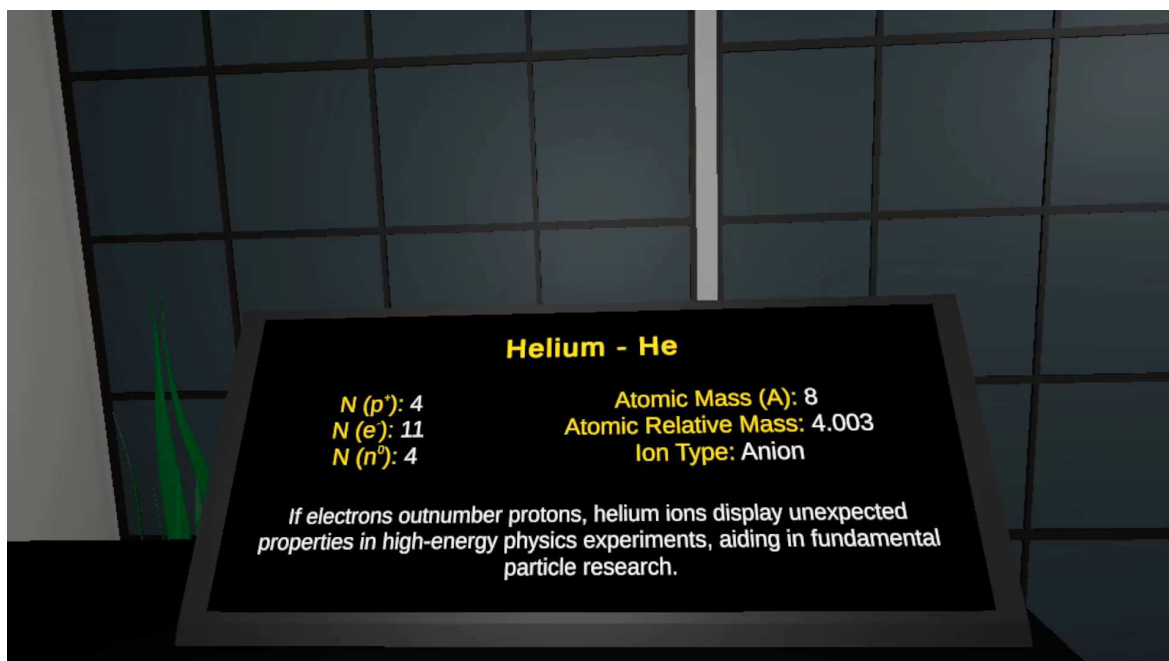 Helium - He
N (p⁺): 4
N (e⁻): 11
N (n⁰): 4
Atomic Mass (A): 8
Atomic Relative Mass: 4.003
Ion Type: Anion
If electrons outnumber protons, helium ions display unexpected
properties in high-energy physics experiments, aiding in fundamental
particle research.